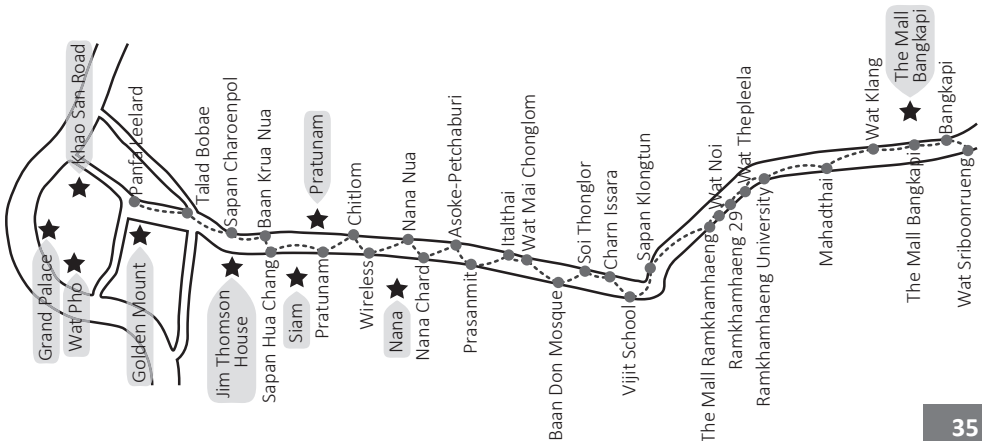 Grand Palace
Khao San Road
Wat Pho
Panfa Leelard
Golden Mount
Talad Bobae
Sapan Charoenpol
Jim Thomson
House
Baan Krua Nua
Sapan Hua Chang
Siam
Pratunam
Pratunam
Chitlom
Wireless
Nana
Nana Nua
Nana Chard
Asoke-Petchaburi
Prasanmit
Italthai
Wat Mai Chonglom
Baan Don Mosque
Soi Thonglor
Charn Issara
Vijit School
Sapan Klongtun
The Mall Ramkhamhaeng
Wat Noi
Ramkhamhaeng 29
Wat Thepleela
Ramkhamhaeng University
Mahadthai
Wat Klang
The Mall
Bangkapi
The Mall Bangkapi
Bangkapi
Wat Sriboonrueng
35